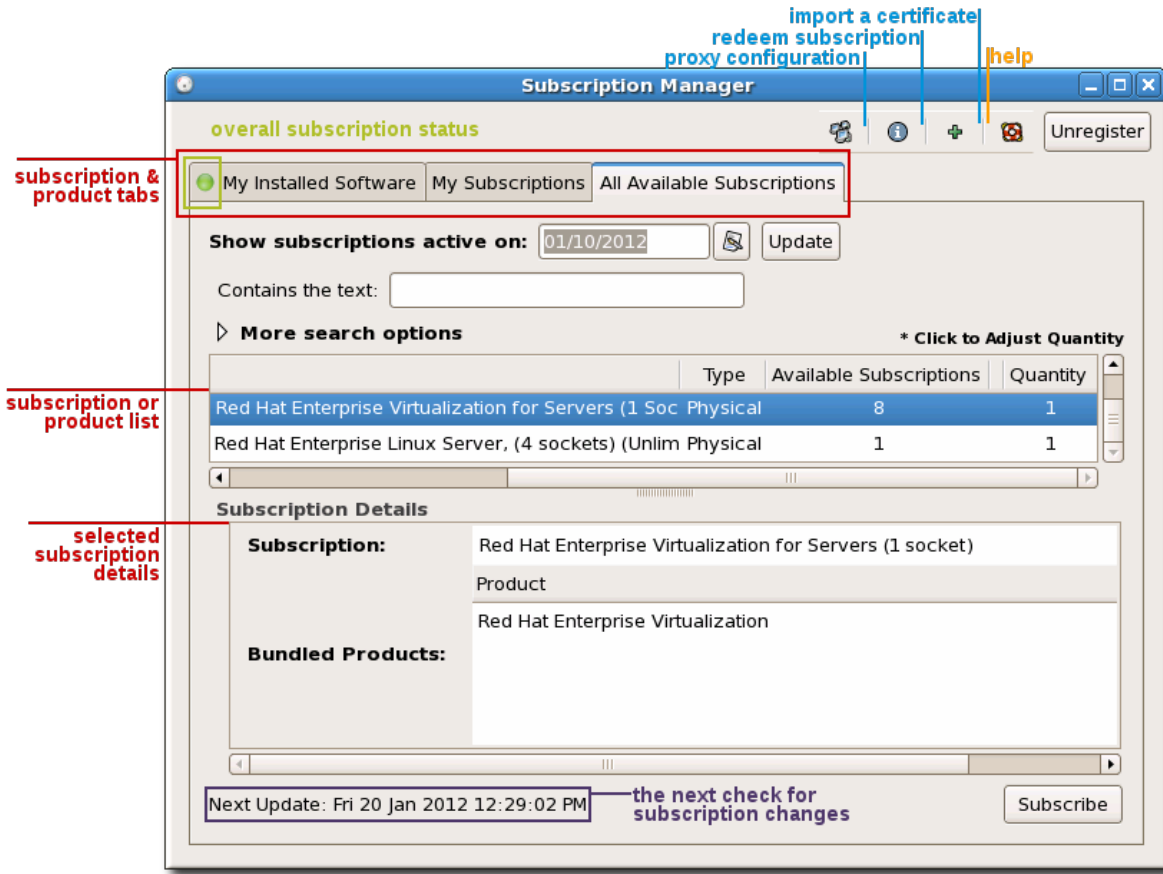 import a certificate
redeem subscription
proxy configuration
help
Subscription Manager
overall subscription status
Unregister
subscription &
product tabs
My Installed Software
My Subscriptions
All Available Subscriptions
Show subscriptions active on:
01/10/2012
Update
Contains the text:
More search options
* Click to Adjust Quantity
Type
Available Subscriptions
Quantity
subscription or
product list
Red Hat Enterprise Virtualization for Servers (1 Soc
Physical
8
1
Red Hat Enterprise Linux Server, (4 sockets) (Unlim
Physical
1
1
Subscription Details
selected
subscription
details
Subscription:
Red Hat Enterprise Virtualization for Servers (1 socket)
Product
Red Hat Enterprise Virtualization
Bundled Products:
Next Update: Fri 20 Jan 2012 12:29:02 PM
the next check for
subscription changes
Subscribe